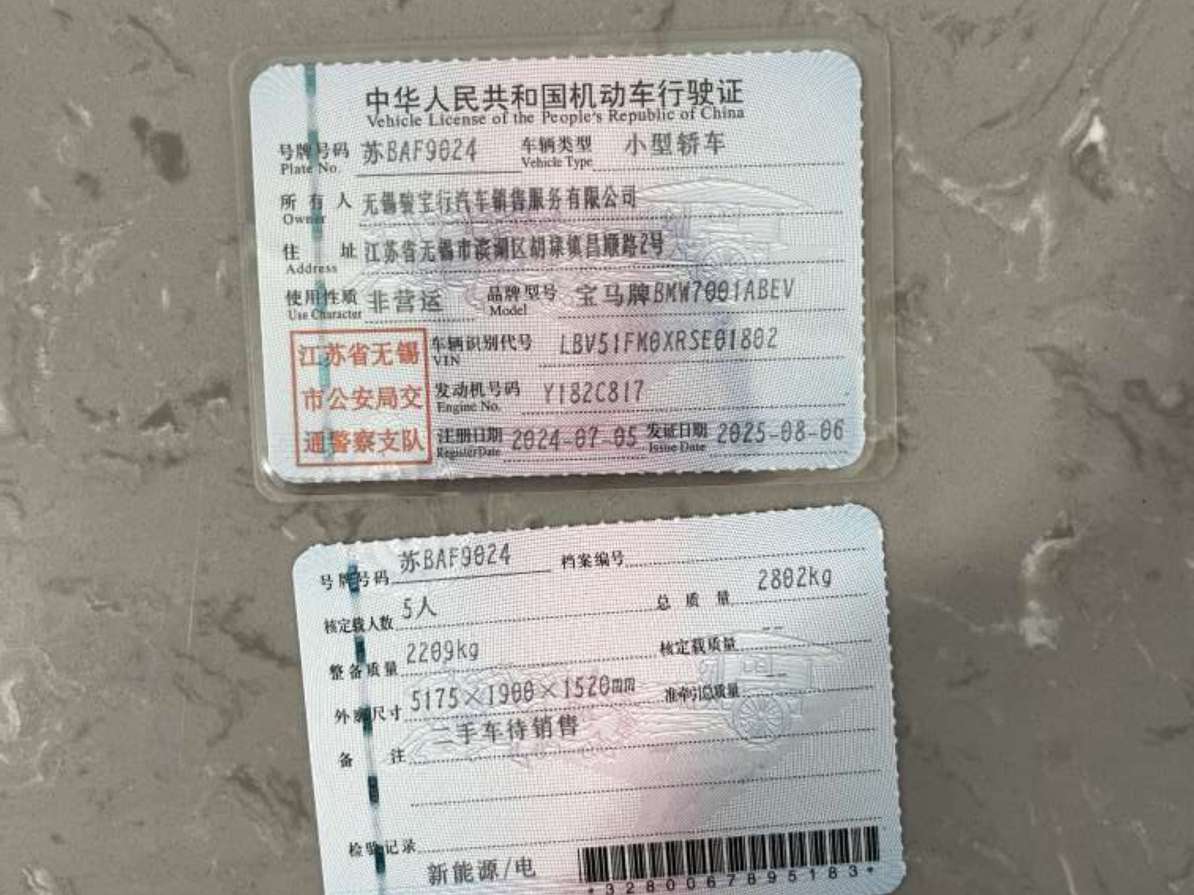 中华人民共和国机动车行驶证
Vehicle License of the People's Republic of China
号牌号码 苏BAF9024 车辆类型 小型轿车
Plate No. Vehicle Type
所有人 无锡骏宝行汽车销售服务有限公司
Owner
住址 江苏省无锡市滨湖区胡埭镇昌顺路2号
Address
使用性质 非营运 品牌型号 宝马牌BMW7001ABEV
Use Character Model
江苏省无锡
市公安局交
通警察支队
车辆识别代号 LBV51FM0XRSE01802
VIN
发动机号码 Y182C817
Engine No.
注册日期 2024-07-05 发证日期 2025-08-06
Register Date Issue Date
号牌号码 苏BAF9024 档案编号
核定载人数 5人 总质量 2802kg
整备质量 2209kg 核定载质量 --
外廓尺寸 5175×1900×1520mm 准牵引总质量 --
备注 二手车待销售
检验记录
新能源/电
*3280067895183*